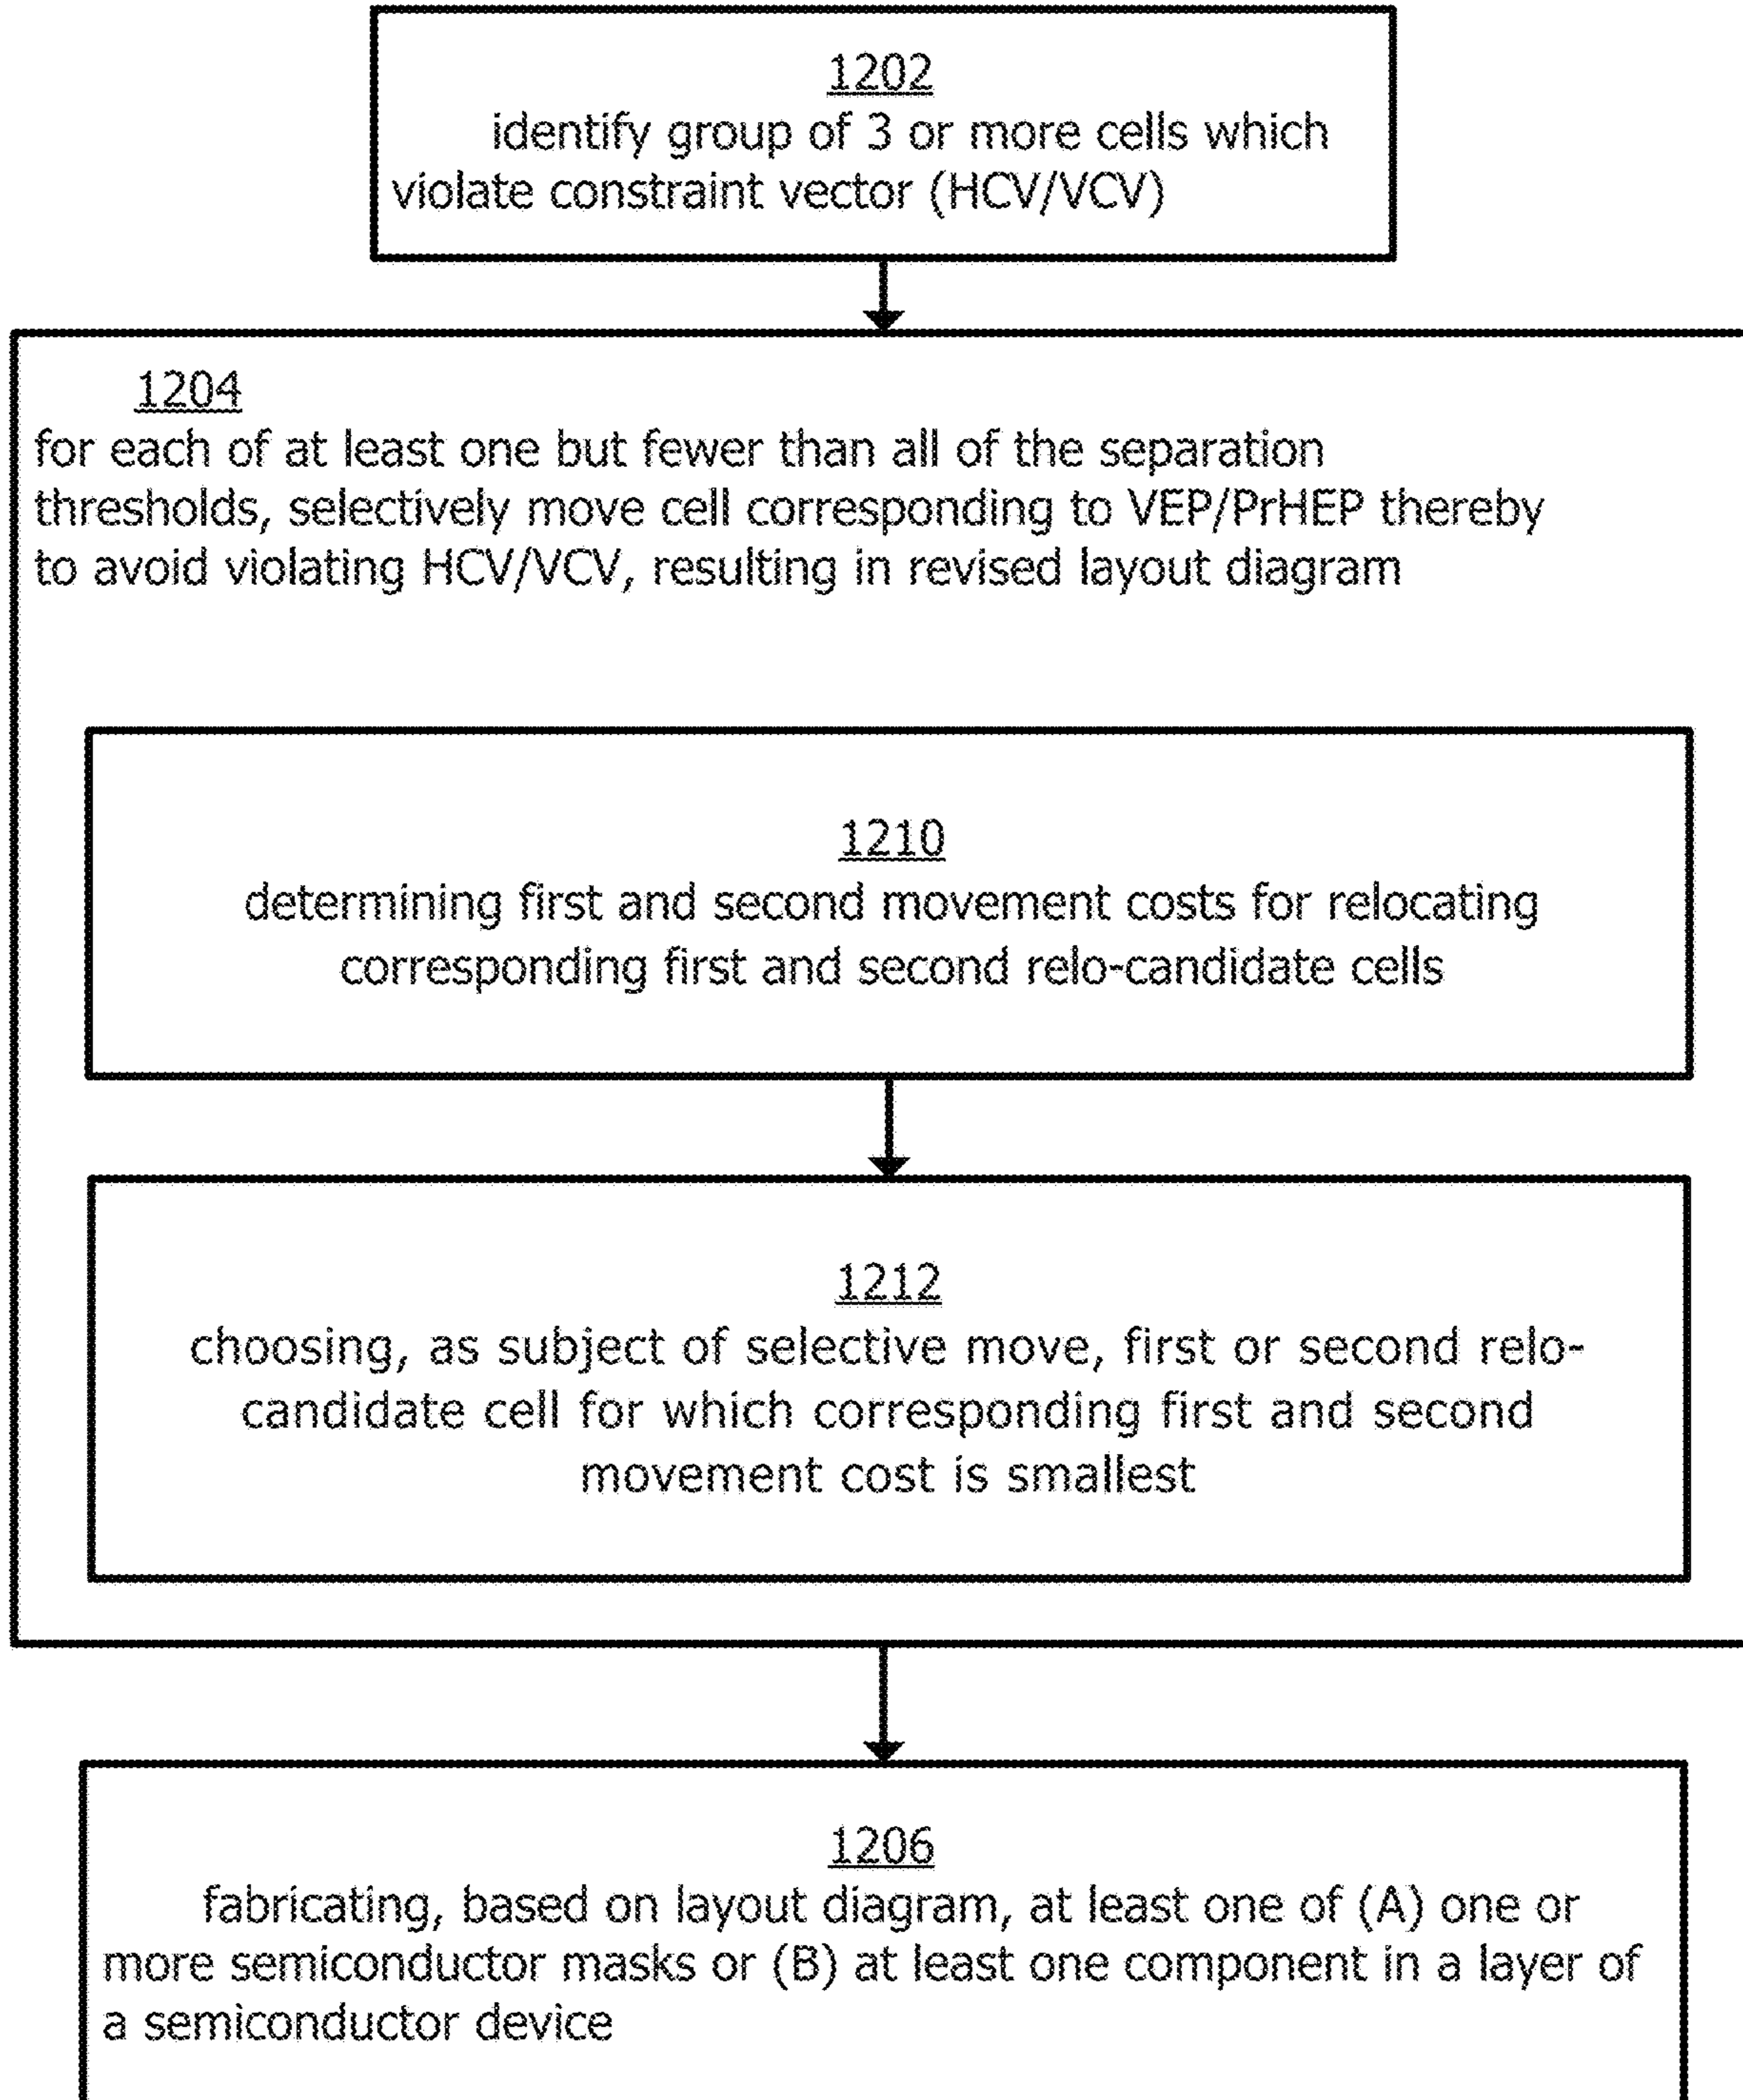 1202
identify group of 3 or more cells which
violate constraint vector (HCV/VCV)
1204
for each of at least one but fewer than all of the separation
thresholds, selectively move cell corresponding to VEP/PrHEP thereby
to avoid violating HCV/VCV, resulting in revised layout diagram
1210
determining first and second movement costs for relocating
corresponding first and second relo-candidate cells
1212
choosing, as subject of selective move, first or second relo-
candidate cell for which corresponding first and second
movement cost is smallest
1206
fabricating, based on layout diagram, at least one of (A) one or
more semiconductor masks or (B) at least one component in a layer of
a semiconductor device